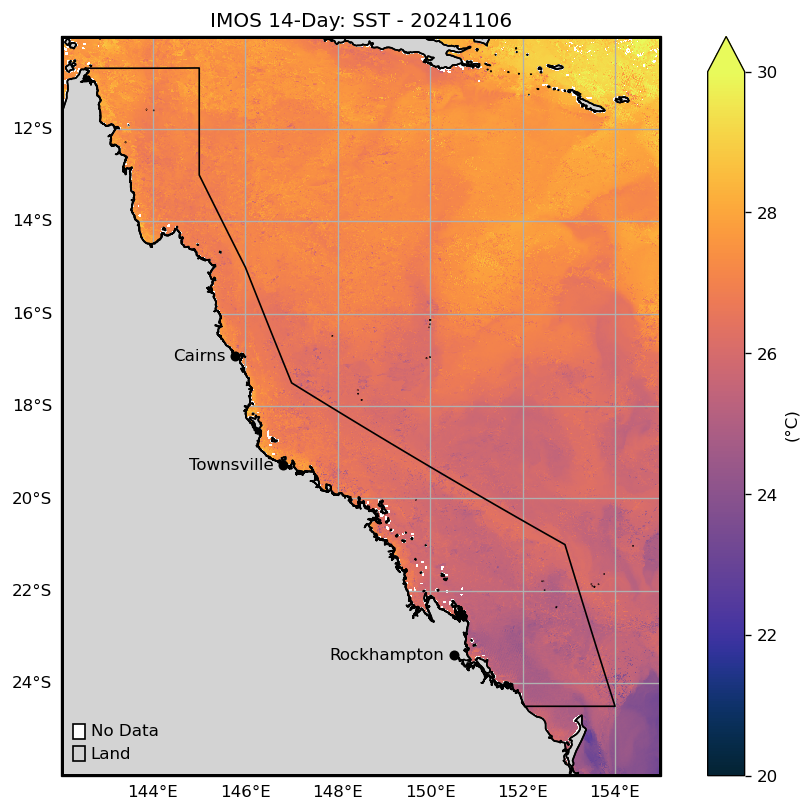 IMOS 14-Day: SST - 20241106
12°S
14°S
16°S
18°S
20°S
22°S
24°S
Cairns
Townsville
Rockhampton
No Data
Land
144°E 146°E 148°E 150°E 152°E 154°E
30
28
26
24
22
20
(°C)